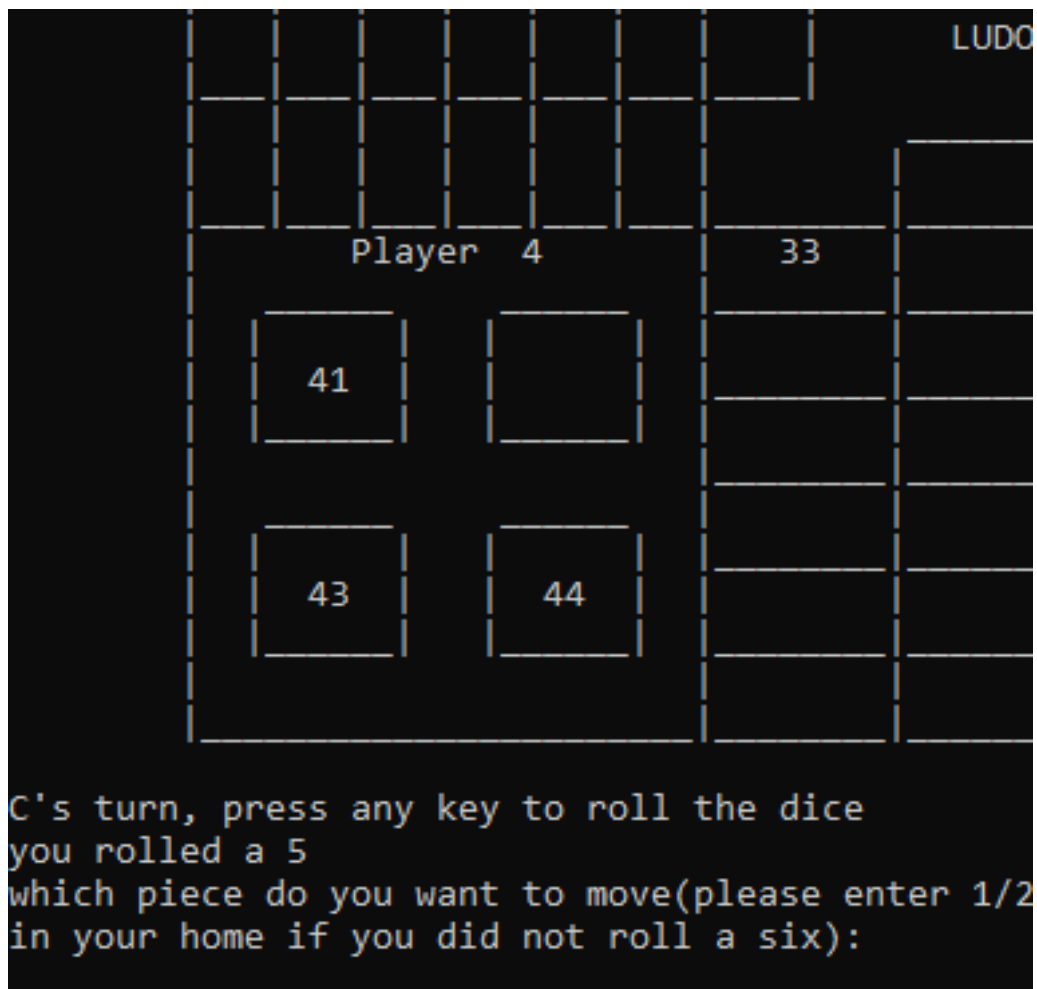 LUDO
Player 4 33
41
43 44
C's turn, press any key to roll the dice
you rolled a 5
which piece do you want to move(please enter 1/2
in your home if you did not roll a six):